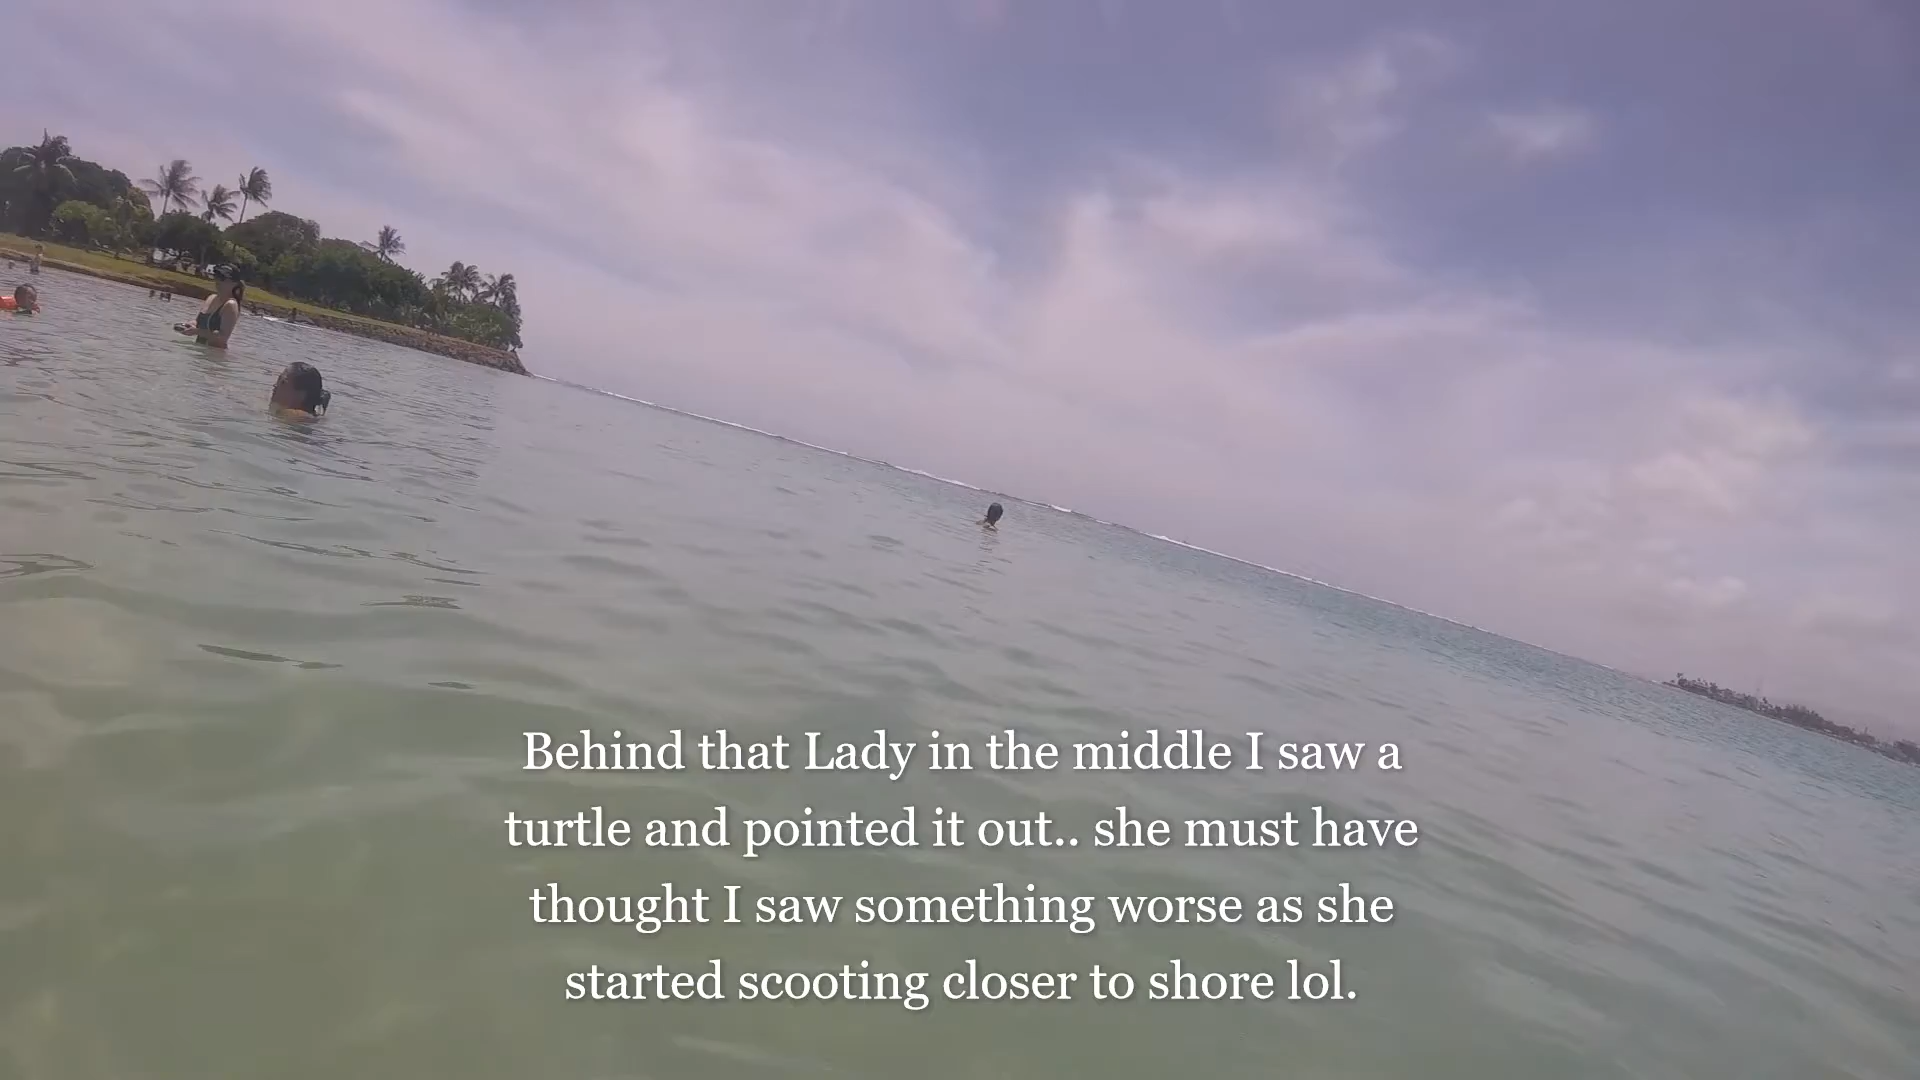 Behind that Lady in the middle I saw a
turtle and pointed it out.. she must have
thought I saw something worse as she
started scooting closer to shore lol.